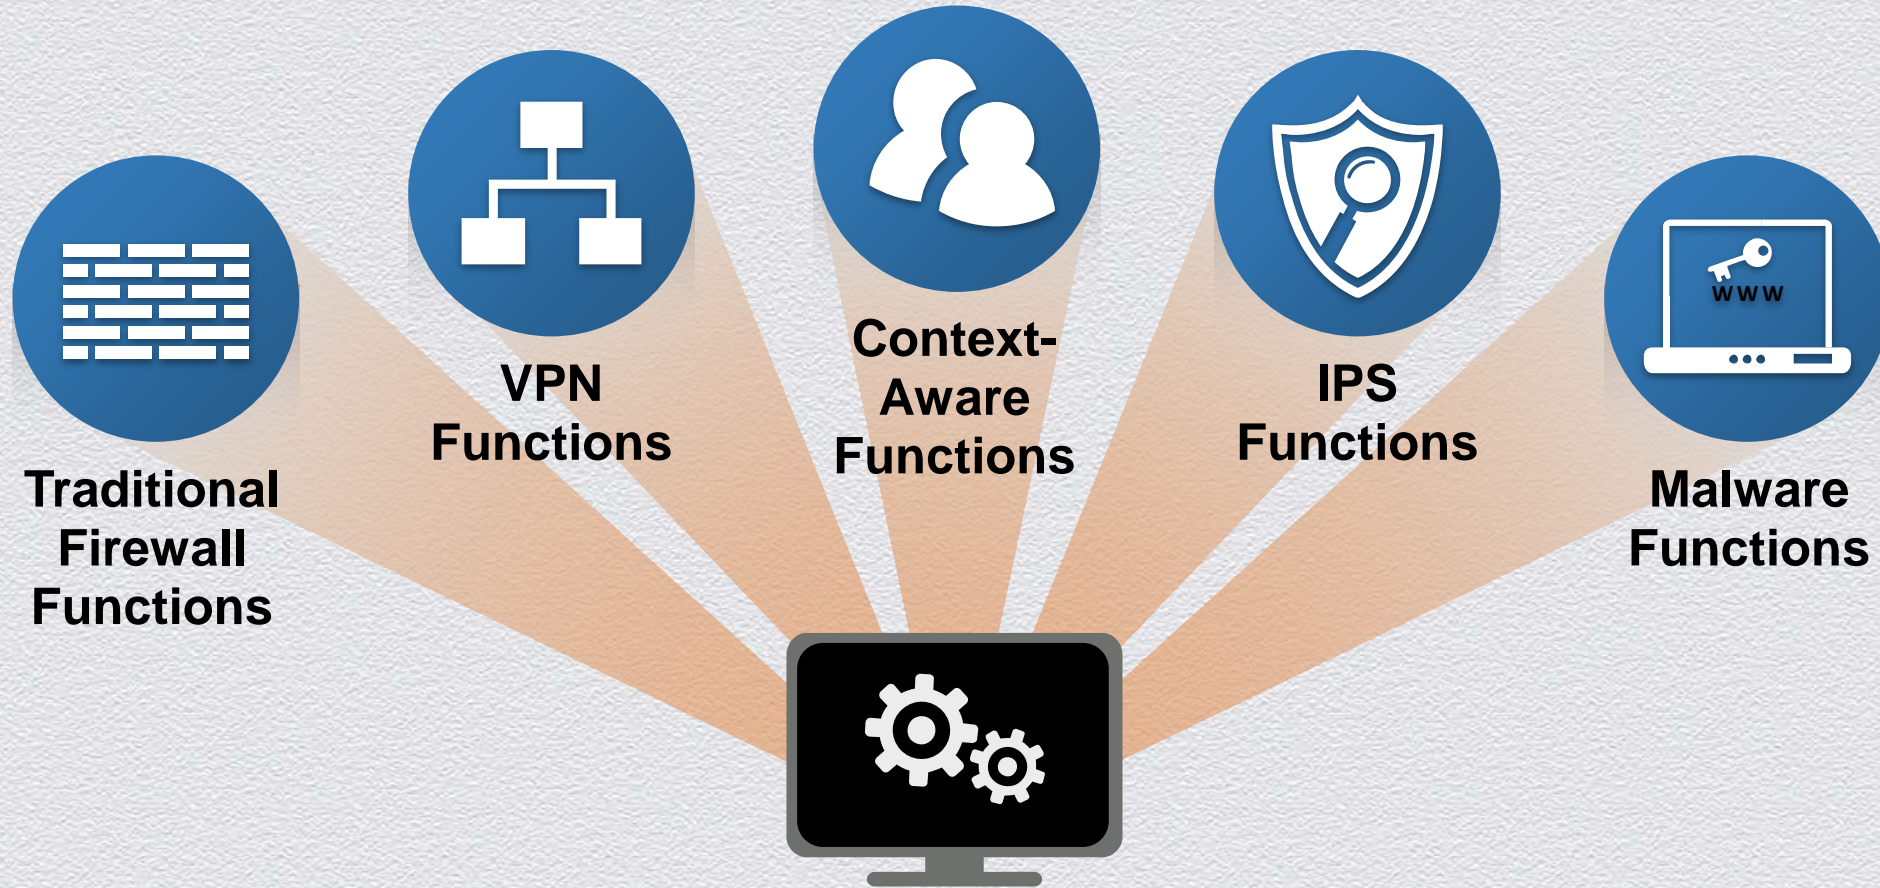 Traditional
Firewall
Functions
VPN
Functions
Context-
Aware
Functions
IPS
Functions
www
Malware
Functions